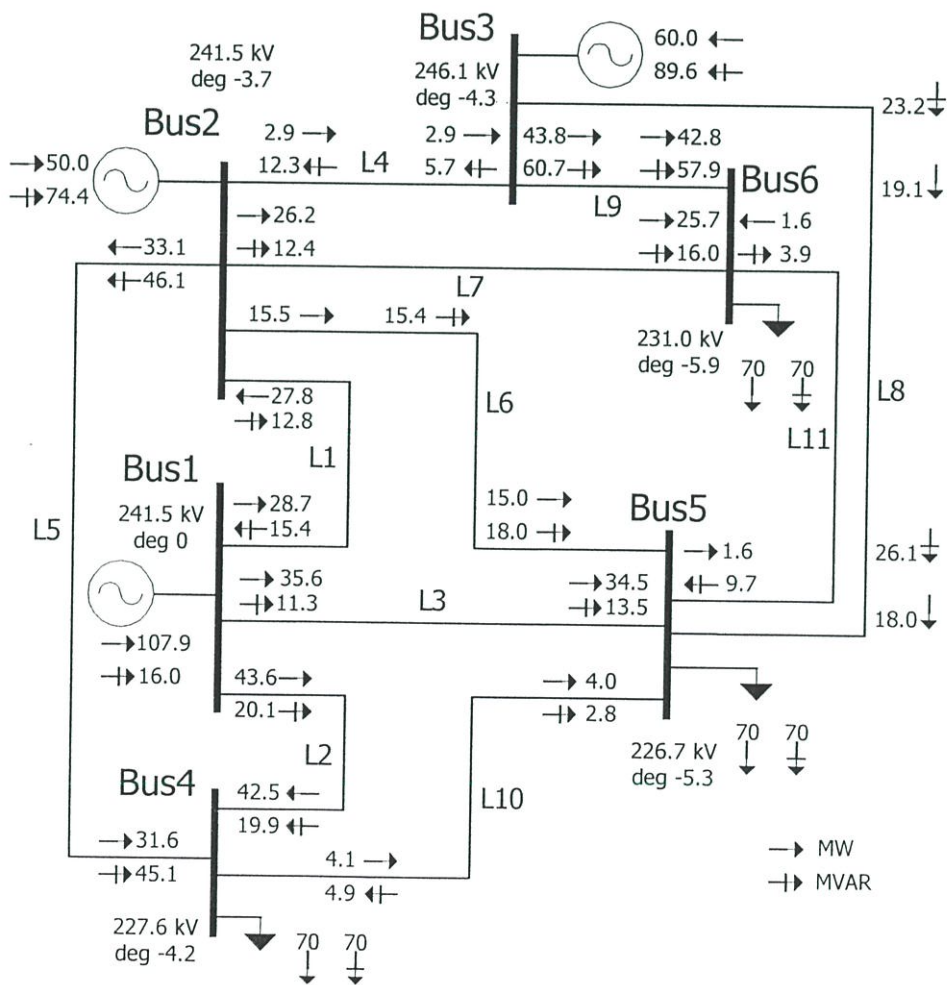 Bus3
60.0
89.6
241.5 kV
deg -3.7
246.1 kV
deg -4.3
23.2
Bus2
2.9
12.3
L4
2.9
5.7
43.8
60.7
42.8
57.9
19.1
50.0
74.4
L9
Bus6
26.2
12.4
25.7
16.0
1.6
3.9
33.1
46.1
L7
15.5
15.4
231.0 kV
deg -5.9
70
70
L8
27.8
12.8
L6
L11
L1
Bus1
241.5 kV
deg 0
28.7
15.4
15.0
18.0
Bus5
L5
1.6
9.7
26.1
35.6
11.3
L3
34.5
13.5
18.0
107.9
16.0
43.6
20.1
4.0
2.8
L2
226.7 kV
deg -5.3
70
70
Bus4
42.5
19.9
L10
31.6
45.1
4.1
4.9
MW
MVAR
227.6 kV
deg -4.2
70
70